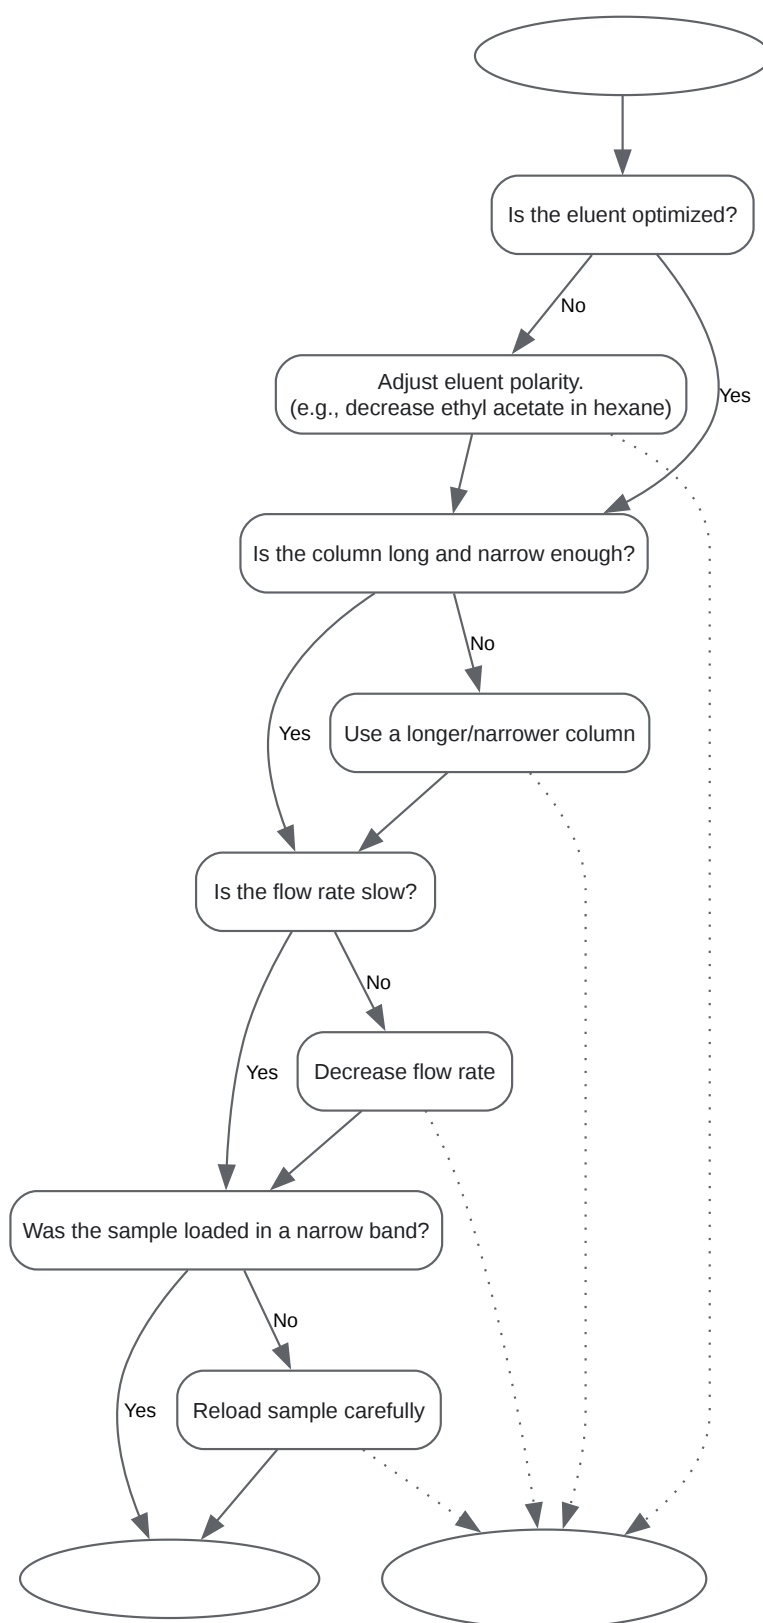 Is the eluent optimized?
No
Adjust eluent polarity.
(e.g., decrease ethyl acetate in hexane)
Yes
Is the column long and narrow enough?
No
Yes
Use a longer/narrower column
Is the flow rate slow?
No
Yes
Decrease flow rate
Was the sample loaded in a narrow band?
No
Yes
Reload sample carefully